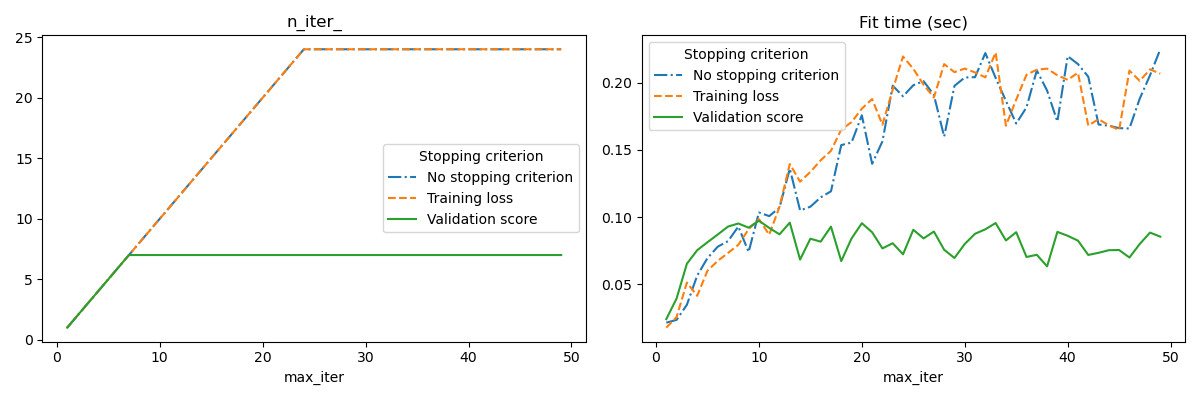 n_iter_
25
20
15
10
5
0
Stopping criterion
No stopping criterion
Training loss
Validation score
0 10 20 30 40 50
max_iter
Fit time (sec)
Stopping criterion
No stopping criterion
Training loss
Validation score
0.20
0.15
0.10
0.05
0 10 20 30 40 50
max_iter